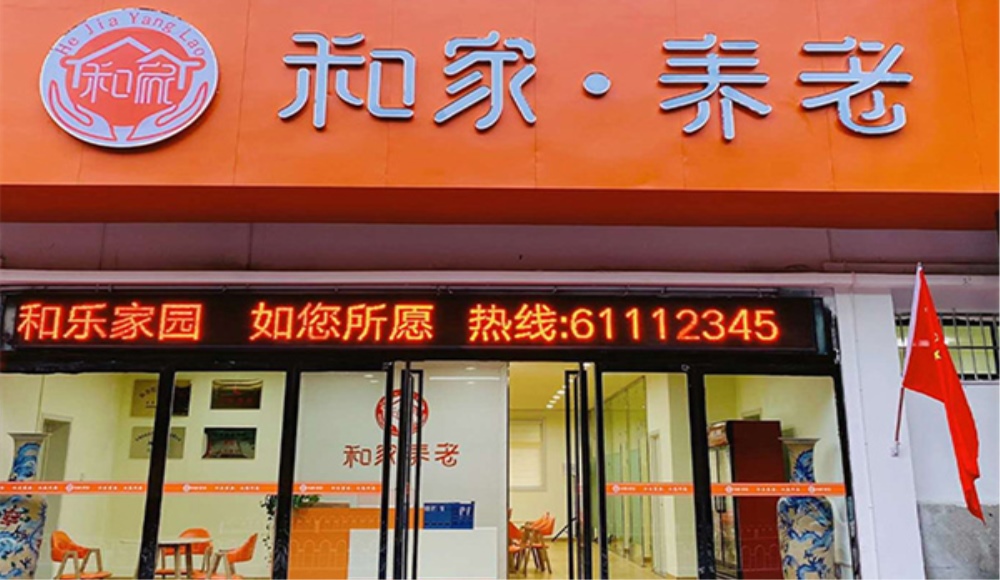 He Jia Yang Lao
和家
和家·养老
和乐家园 如您所愿 热线:61112345
和家养老